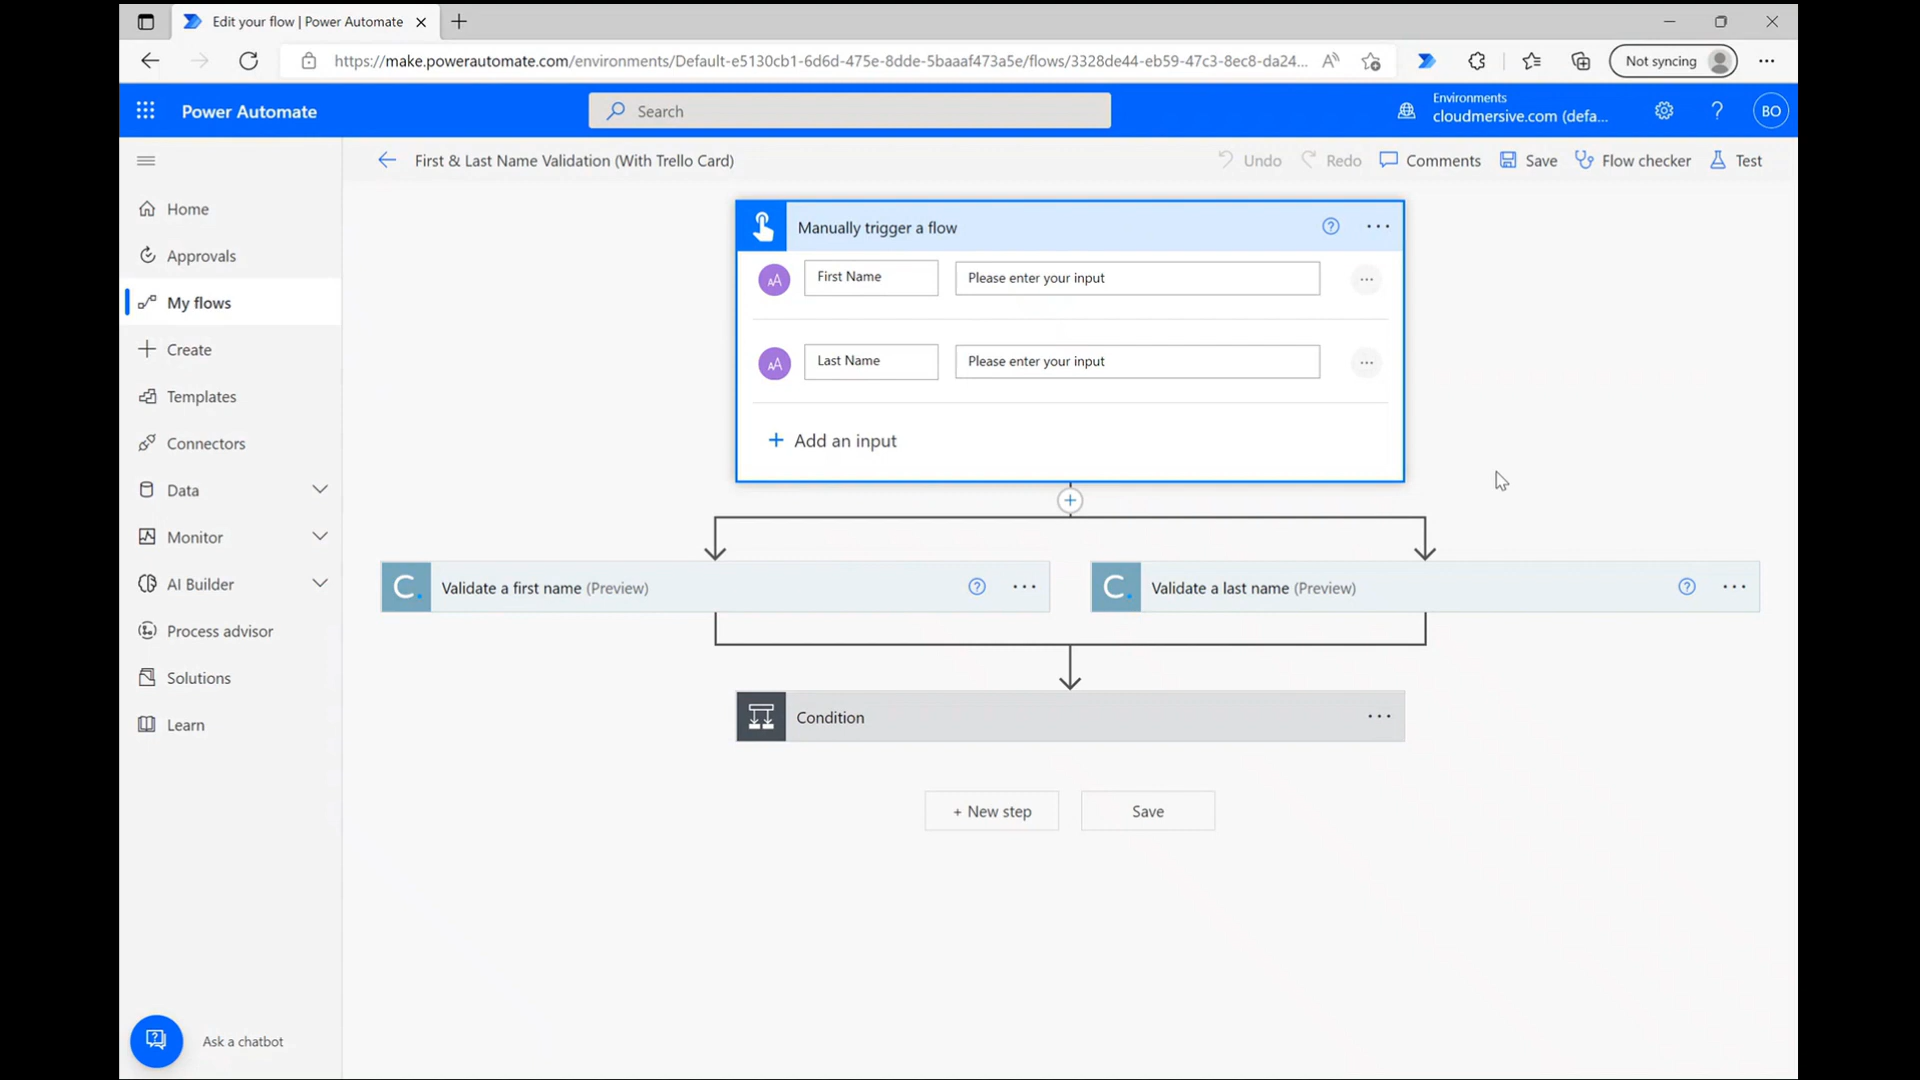 Edit your flow | Power Automate
https://make.powerautomate.com/environments/Default-e5130cb1-6d6d-475e-8dde-5baaaf473a5e/flows/3328de44-eb59-47c3-8ec8-da24...
Not syncing
Power Automate
Search
Environments
cloudmersive.com (defa...
BO
First & Last Name Validation (With Trello Card)
Undo
Redo
Comments
Save
Flow checker
Test
Home
Approvals
My flows
Create
Templates
Connectors
Data
Monitor
AI Builder
Process advisor
Solutions
Learn
Ask a chatbot
Manually trigger a flow
AA
First Name
Please enter your input
AA
Last Name
Please enter your input
+ Add an input
C. Validate a first name (Preview)
C. Validate a last name (Preview)
Condition
+ New step
Save